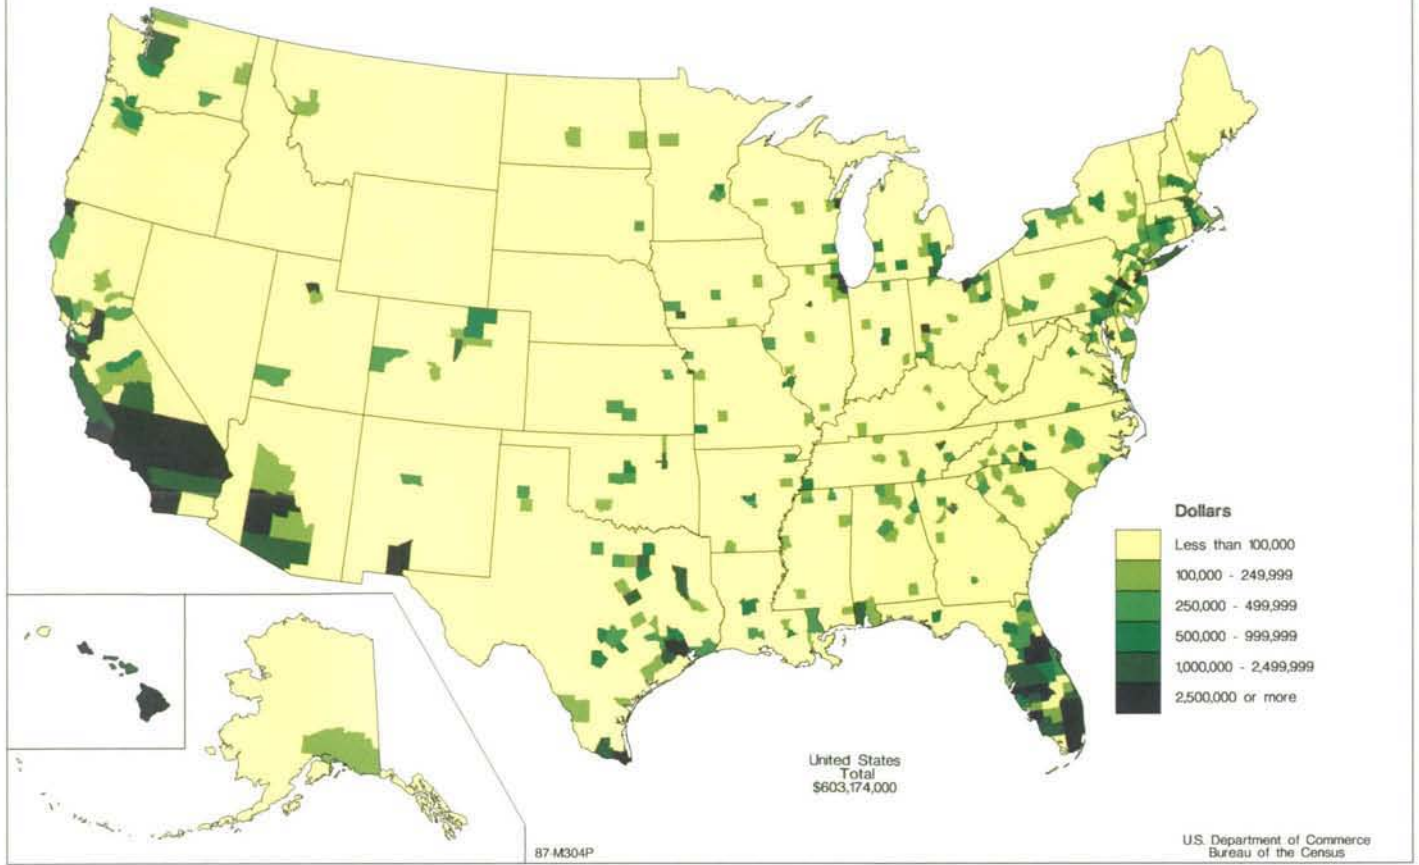 Dollars
Less than 100,000
100,000 - 249,999
250,000 - 499,999
500,000 - 999,999
1,000,000 - 2,499,999
2,500,000 or more
United States
Total
$603,174,000
87-M304P
U.S. Department of Commerce
Bureau of the Census